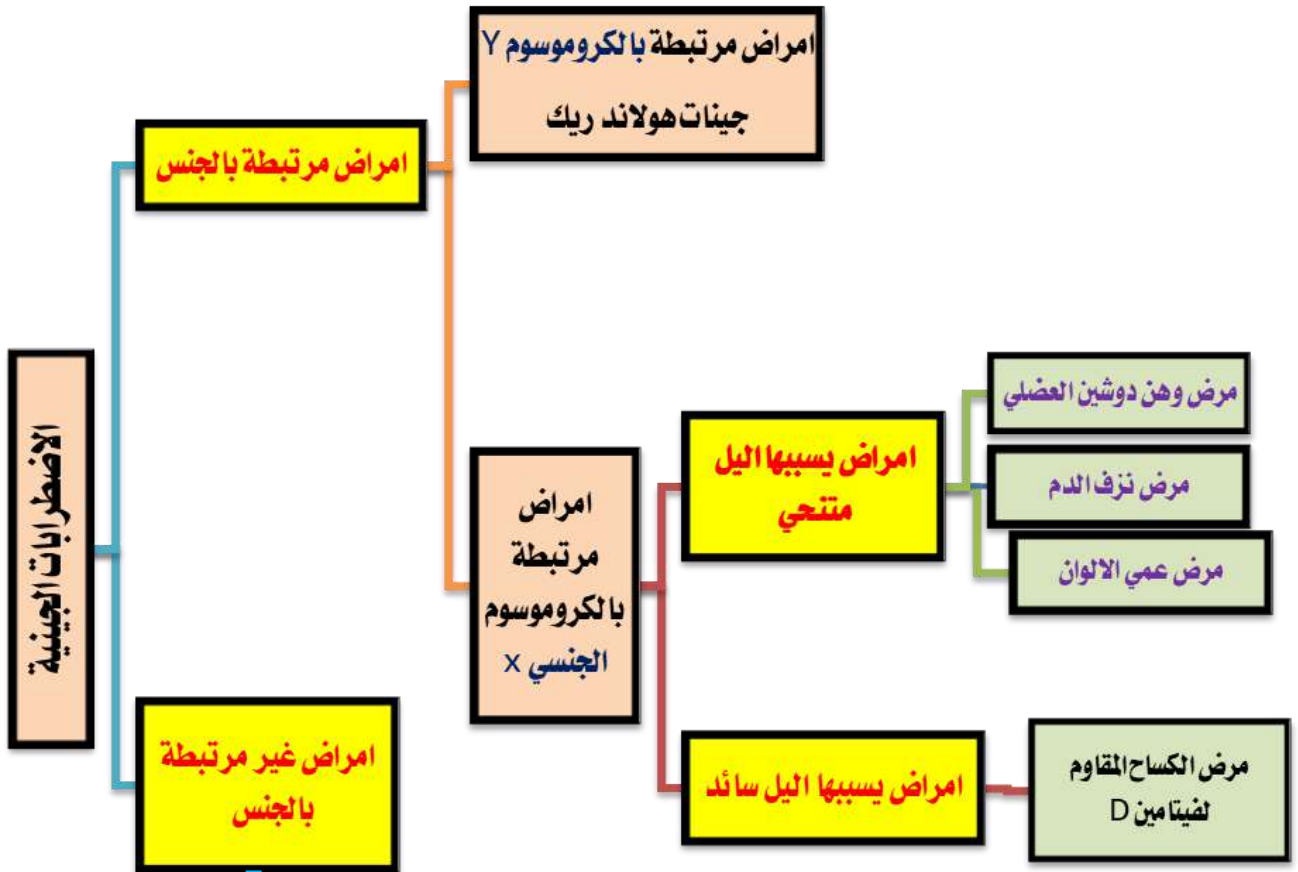 الاضطرابات الجينية
امراض مرتبطة بالجنس
امراض مرتبطة بالكروموسوم Y
جينات هولاند ريك
امراض
مرتبطة
بالكروموسوم
الجنسي x
امراض يسببها اليل
متنحي
مرض وهن دوشين العضلي
مرض نزف الدم
مرض عمي الالوان
امراض يسببها اليل سائد
مرض الكساح المقاوم
لفيتامين D
امراض غير مرتبطة
بالجنس